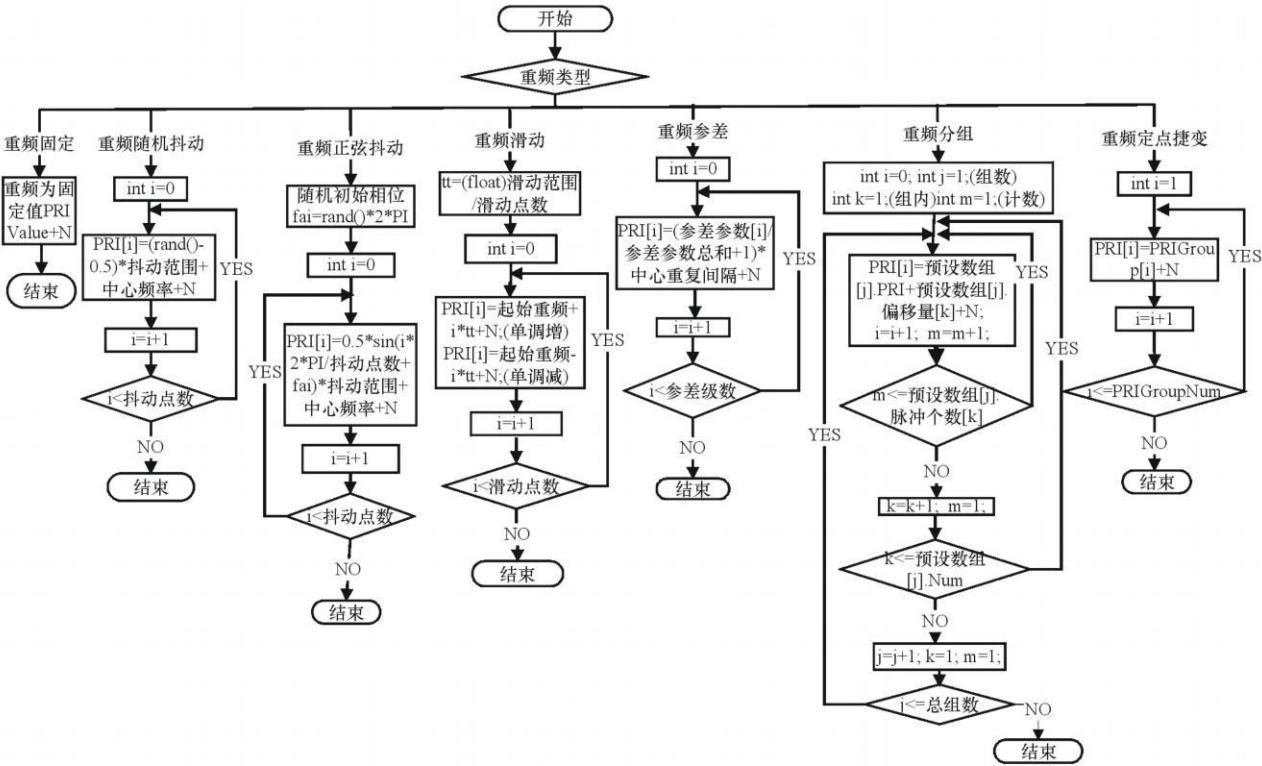 开始
重频类型
重频固定
重频为固
定值PRI
Value+N
结束
重频随机抖动
int i=0
PRI[i]=(rand()-
0.5)*抖动范围+
中心频率+N
YES
i=i+1
i<抖动点数
NO
结束
重频正弦抖动
随机初始相位
fai=rand()*2*PI
int i=0
PRI[i]=0.5*sin(i*
2*PI/抖动点数+
fai)*抖动范围+
中心频率+N
YES
i=i+1
i<抖动点数
NO
结束
重频滑动
tt=(float)滑动范围
/滑动点数
int i=0
PRI[i]=起始重频+
i*tt+N;(单调增)
PRI[i]=起始重频-
i*tt+N;(单调减)
YES
i=i+1
i<滑动点数
NO
结束
重频参差
int i=0
PRI[i]=(参差参数[i]/
参差参数总和+1)*
中心重复间隔+N
YES
i=i+1
i<参差级数
NO
结束
重频分组
int i=0; int j=1;(组数)
int k=1;(组内)int m=1;(计数)
PRI[i]=预设数组
[j].PRI+预设数组[j].
偏移量[k]+N;
i=i+1; m=m+1;
YES
m<=预设数组[j].
脉冲个数[k]
NO
k=k+1; m=1;
k<=预设数组
[j].Num
YES
NO
j=j+1; k=1; m=1;
j<=总组数
YES
NO
结束
重频定点捷变
int i=1
PRI[i]=PRIGrou
p[i]+N
YES
i=i+1
i<=PRIGroupNum
NO
结束